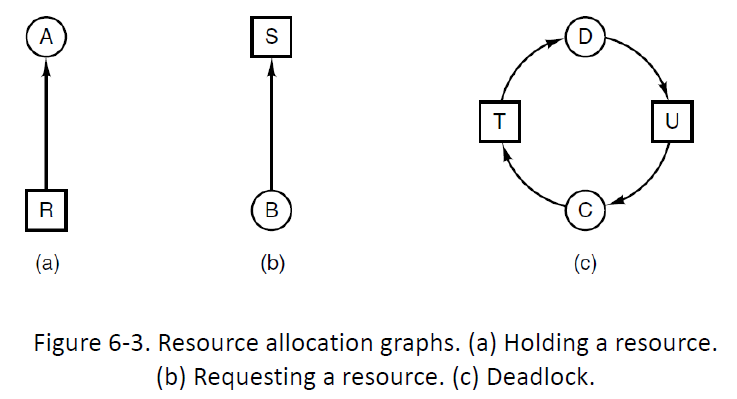 A
S
D
T
U
R
B
C
(a)
(b)
(c)
Figure 6-3. Resource allocation graphs. (a) Holding a resource.
(b) Requesting a resource. (c) Deadlock.